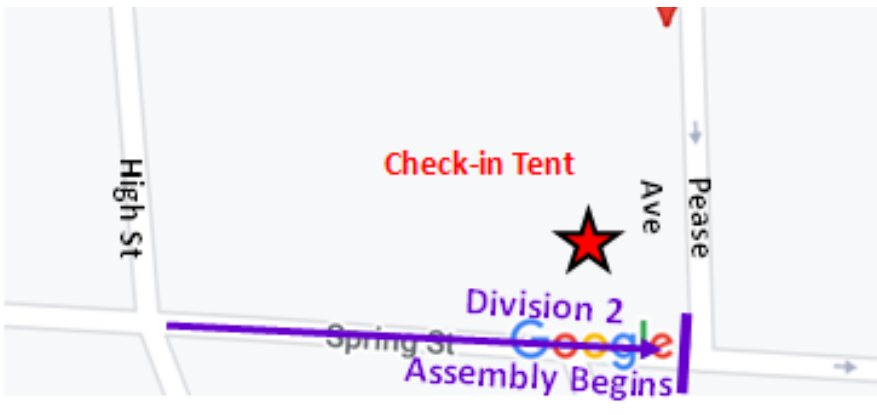 Check-in Tent
High St
Ave
Pease
Division 2
Spring St
Google
Assembly Begins